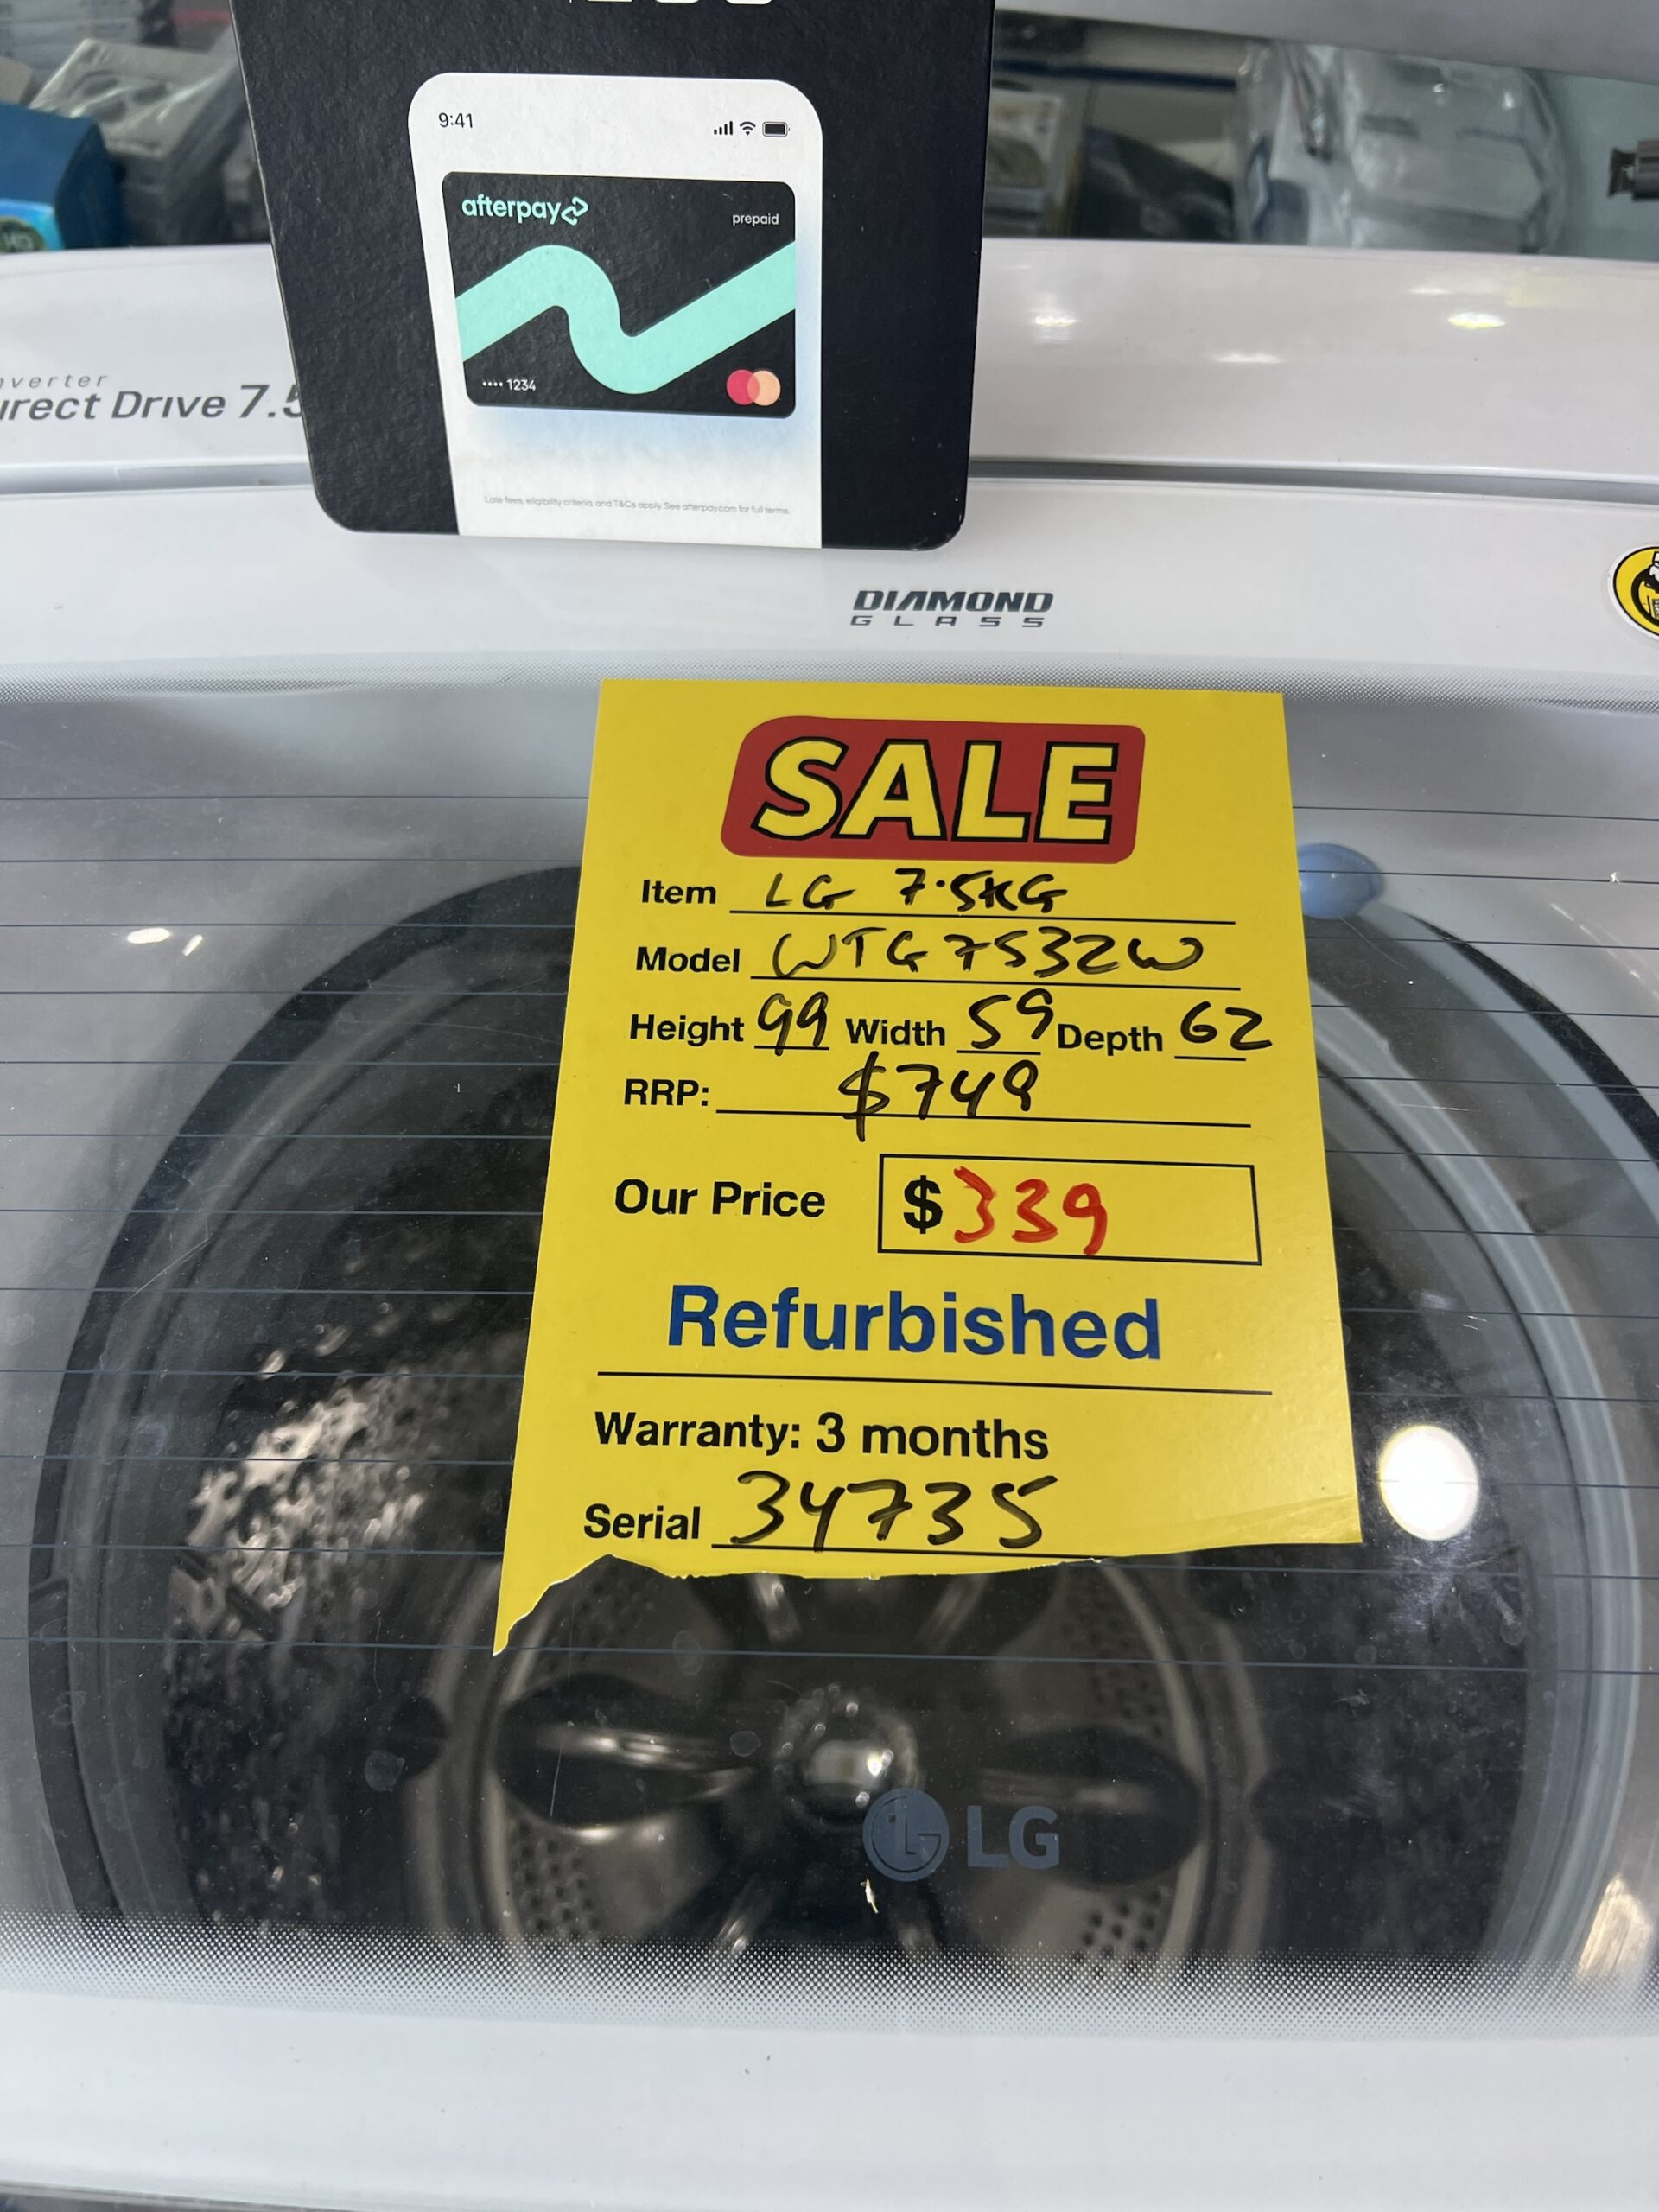 9:41
afterpay
prepaid
•••• 1234
Late fees, eligibility criteria, and T&Cs apply. See afterpay.com for full terms.
Drive 7.5
DIAMOND
GLASS
SALE
Item LG 7.5KG
Model WTG7532W
Height 99 Width 59 Depth 62
RRP: $749
Our Price $339
Refurbished
Warranty: 3 months
Serial 34735
LG